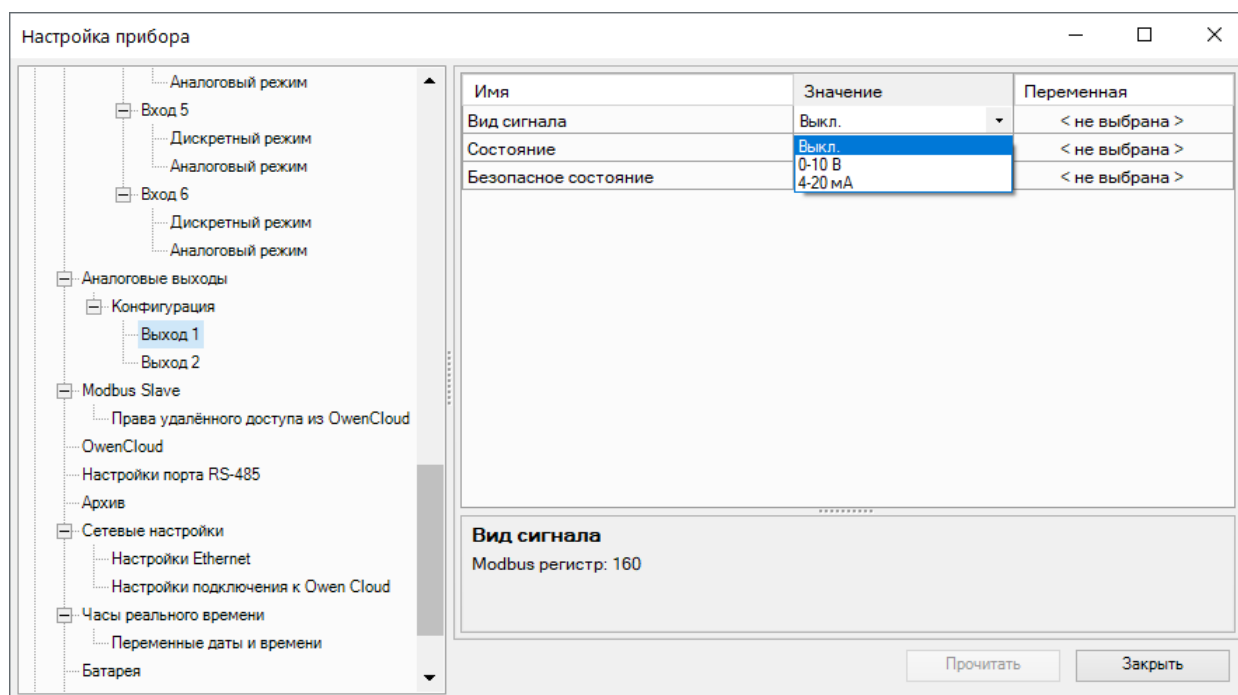 Настройка прибора
Аналоговый режим
Вход 5
Дискретный режим
Аналоговый режим
Вход 6
Дискретный режим
Аналоговый режим
Аналоговые выходы
Конфигурация
Выход 1
Выход 2
Modbus Slave
Права удалённого доступа из OwenCloud
OwenCloud
Настройки порта RS-485
Архив
Сетевые настройки
Настройки Ethernet
Настройки подключения к Owen Cloud
Часы реального времени
Переменные даты и времени
Батарея
Имя Значение Переменная
Вид сигнала Выкл. < не выбрана >
Состояние < не выбрана >
Безопасное состояние < не выбрана >
Выкл.
0-10 В
4-20 мА
Вид сигнала
Modbus регистр: 160
Прочитать Закрыть